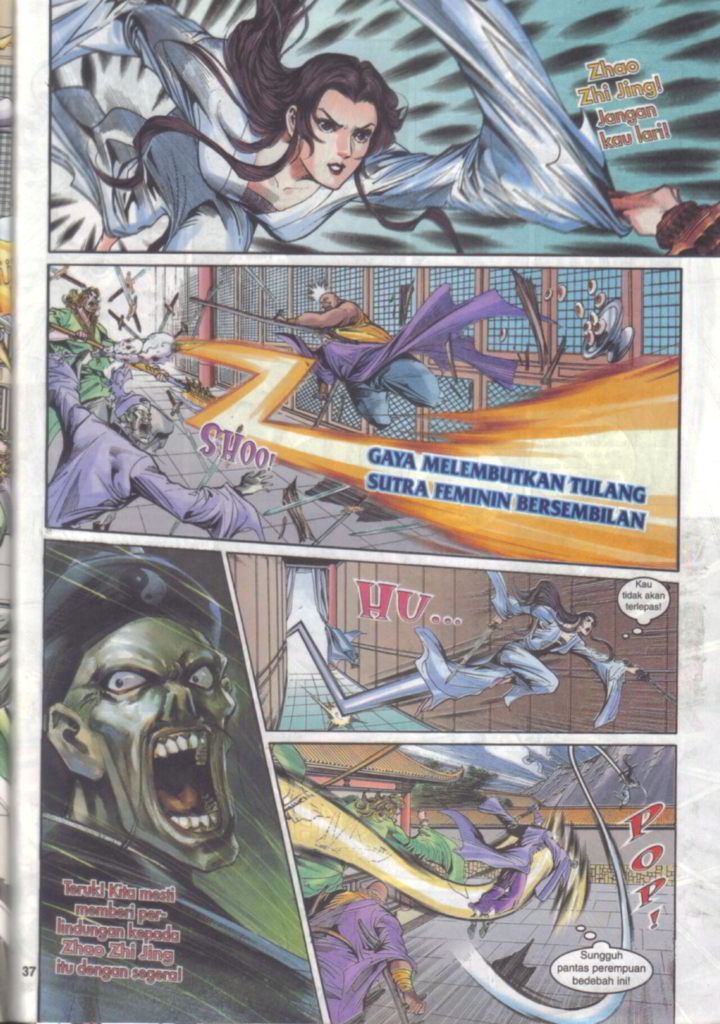 Zhao
Zhi Jing!
Jangan
kau lari!
SHOO!
GAYA MELEMBUTKAN TULANG
SUTRA FEMININ BERSEMBILAN
HU...
Kau
tidak akan
terlepas!
Teruk! Kita mesti
memberi per-
lindungan kepada
Zhao Zhi Jing
itu dengan segera!
POP!
Sungguh
pantas perempuan
bedebah ini!
37